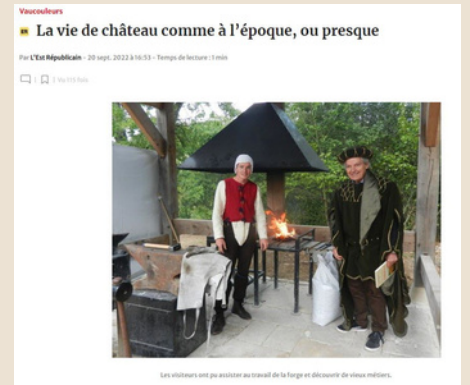 Vaucouleurs
La vie de château comme à l'époque, ou presque
Par L'Est Républicain - 20 sept. 2022 à 16:53 - Temps de lecture : 1 min
Les visiteurs ont pu assister au travail de la forge et découvrir de vieux métiers.